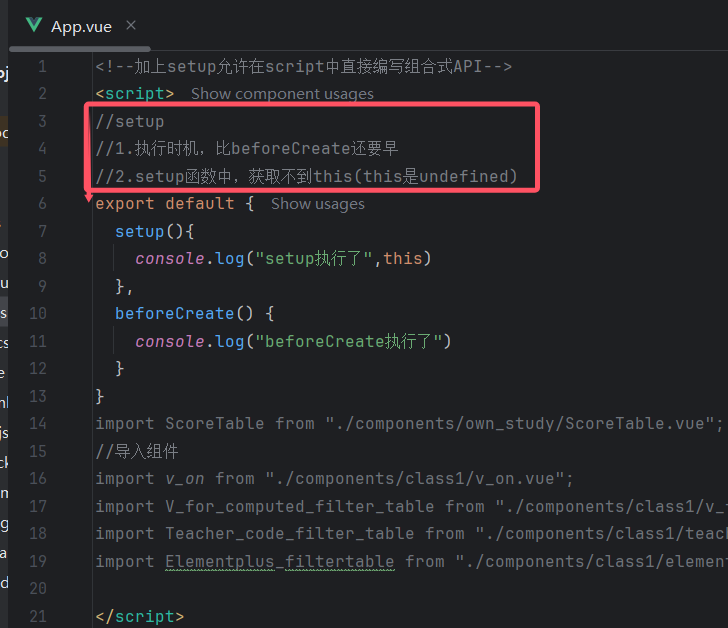 App.vue ×
1 <!--加上setup允许在script中直接编写组合式API-->
2 <script> Show component usages
3 //setup
4 //1.执行时机，比beforeCreate还要早
5 //2.setup函数中，获取不到this(this是undefined)
6 export default { Show usages
7 setup(){
8 console.log("setup执行了",this)
9 },
10 beforeCreate() {
11 console.log("beforeCreate执行了")
12 }
13 }
14 import ScoreTable from "./components/own_study/ScoreTable.vue";
15 //导入组件
16 import v_on from "./components/class1/v_on.vue";
17 import V_for_computed_filter_table from "./components/class1/v_
18 import Teacher_code_filter_table from "./components/class1/teach
19 import Elementplus_filtertable from "./components/class1/element
20
21 </script>